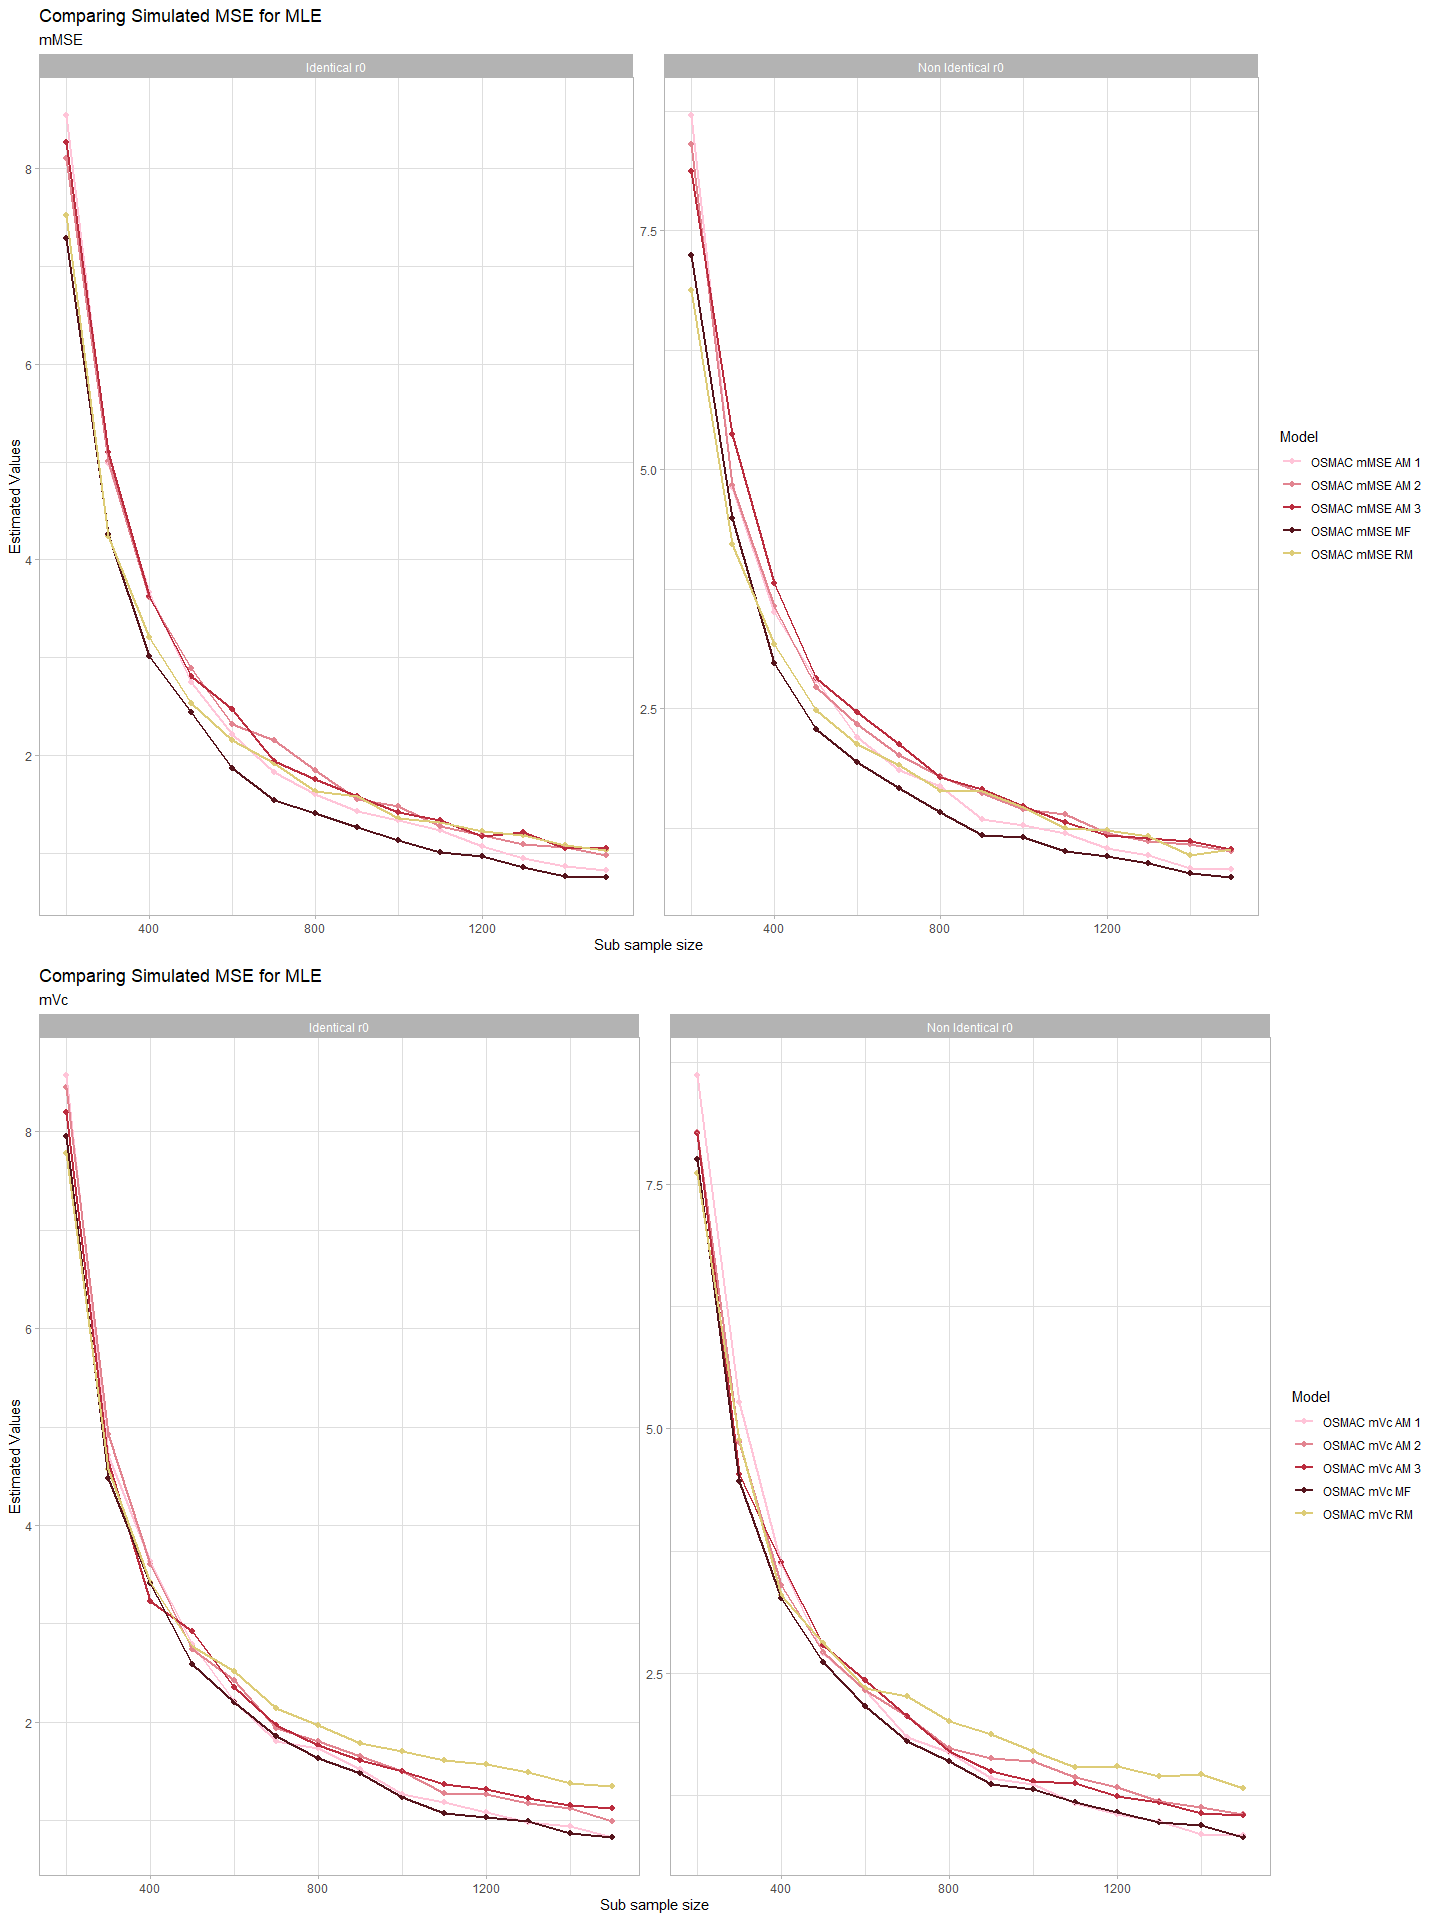 Comparing Simulated MSE for MLE
mMSE
Identical r0
Non Identical r0
8
6
4
2
7.5
5.0
2.5
Estimated Values
400
800
1200
400
800
1200
Sub sample size
Model
OSMAC mMSE AM 1
OSMAC mMSE AM 2
OSMAC mMSE AM 3
OSMAC mMSE MF
OSMAC mMSE RM
Comparing Simulated MSE for MLE
mVc
Identical r0
Non Identical r0
8
6
4
2
7.5
5.0
2.5
Estimated Values
400
800
1200
400
800
1200
Sub sample size
Model
OSMAC mVc AM 1
OSMAC mVc AM 2
OSMAC mVc AM 3
OSMAC mVc MF
OSMAC mVc RM